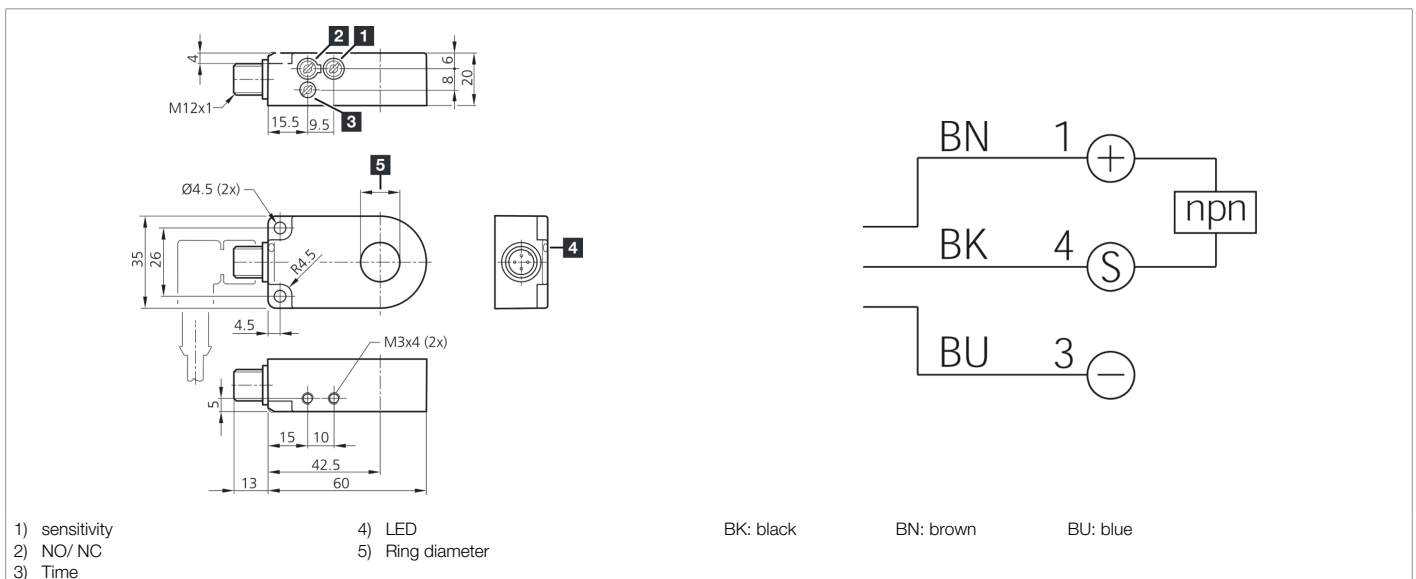 2 1
4
6
8
20
M12x1
15.5
9.5
3
5
Ø4.5 (2x)
35
26
R4.5
4
4.5
M3x4 (2x)
5
15
10
42.5
13
60
BN 1 +
npn
BK 4 S
BU 3 −
1) sensitivity
2) NO/ NC
3) Time
4) LED
5) Ring diameter
BK: black
BN: brown
BU: blue